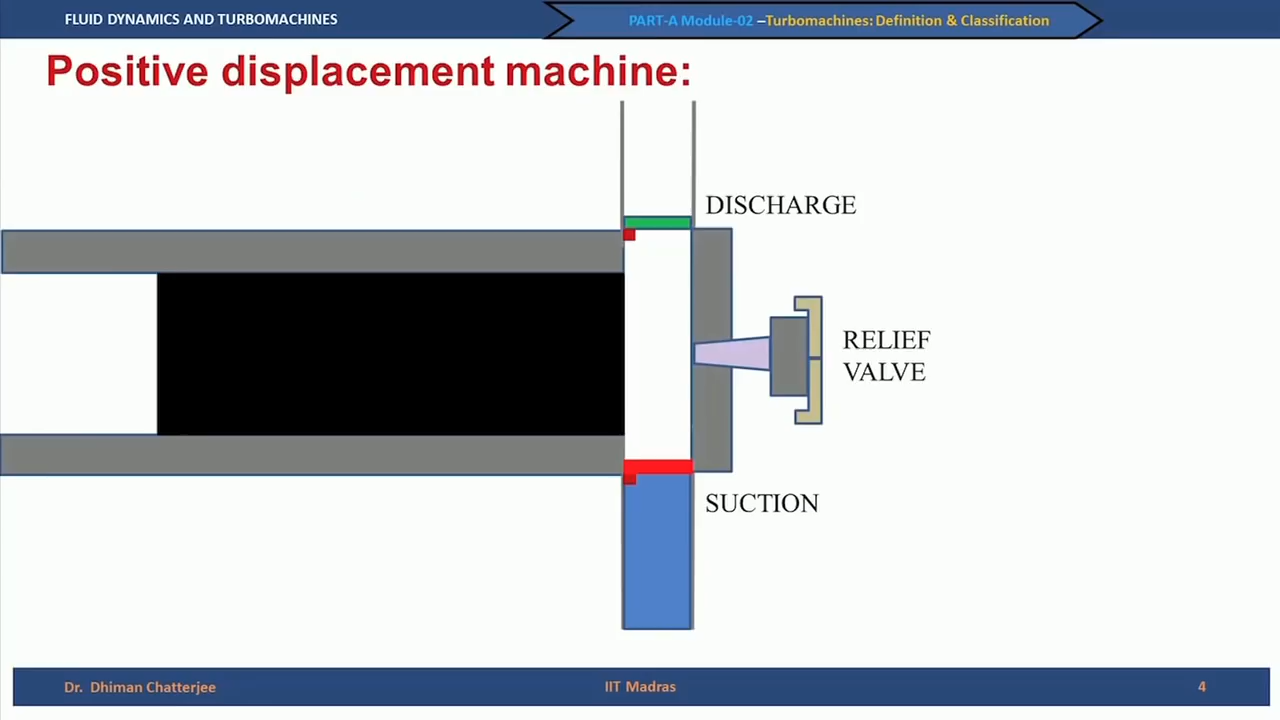 FLUID DYNAMICS AND TURBOMACHINES
PART-A Module-02 –Turbomachines: Definition & Classification
Positive displacement machine:
DISCHARGE
RELIEF
VALVE
SUCTION
Dr. Dhiman Chatterjee
IIT Madras
4